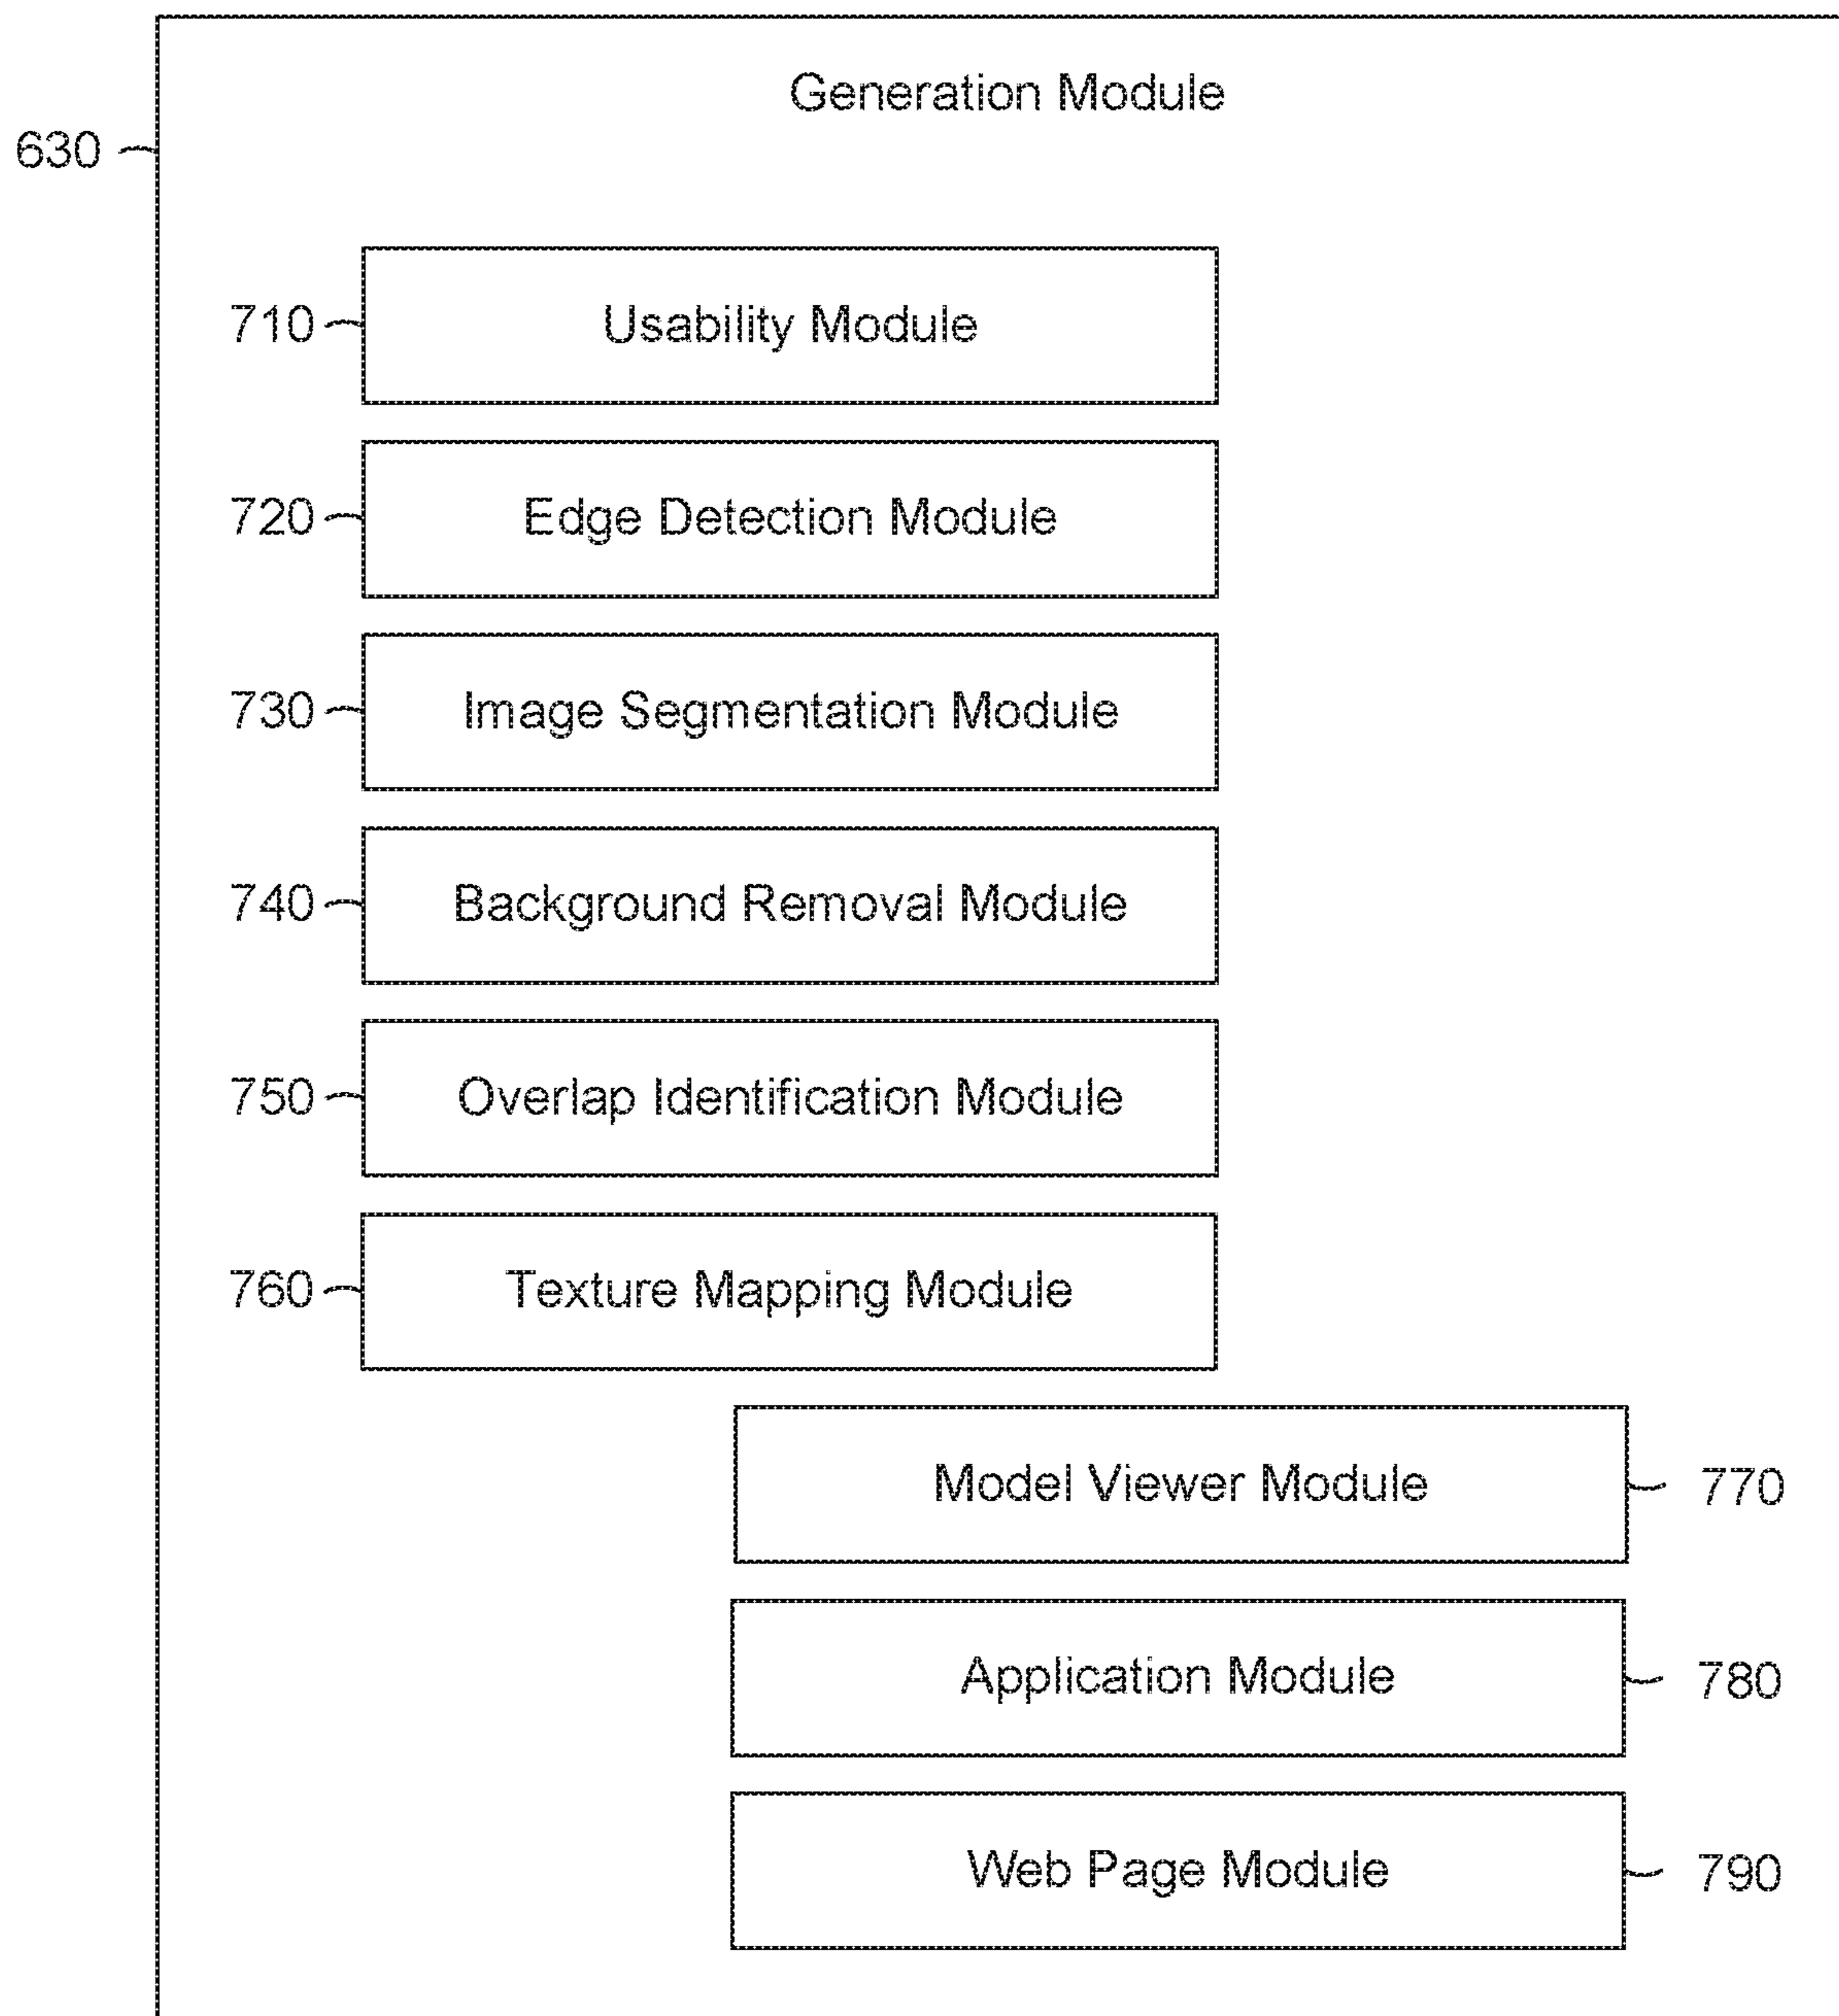 Generation Module
630
710 Usability Module
720 Edge Detection Module
730 Image Segmentation Module
740 Background Removal Module
750 Overlap Identification Module
760 Texture Mapping Module
Model Viewer Module 770
Application Module 780
Web Page Module 790